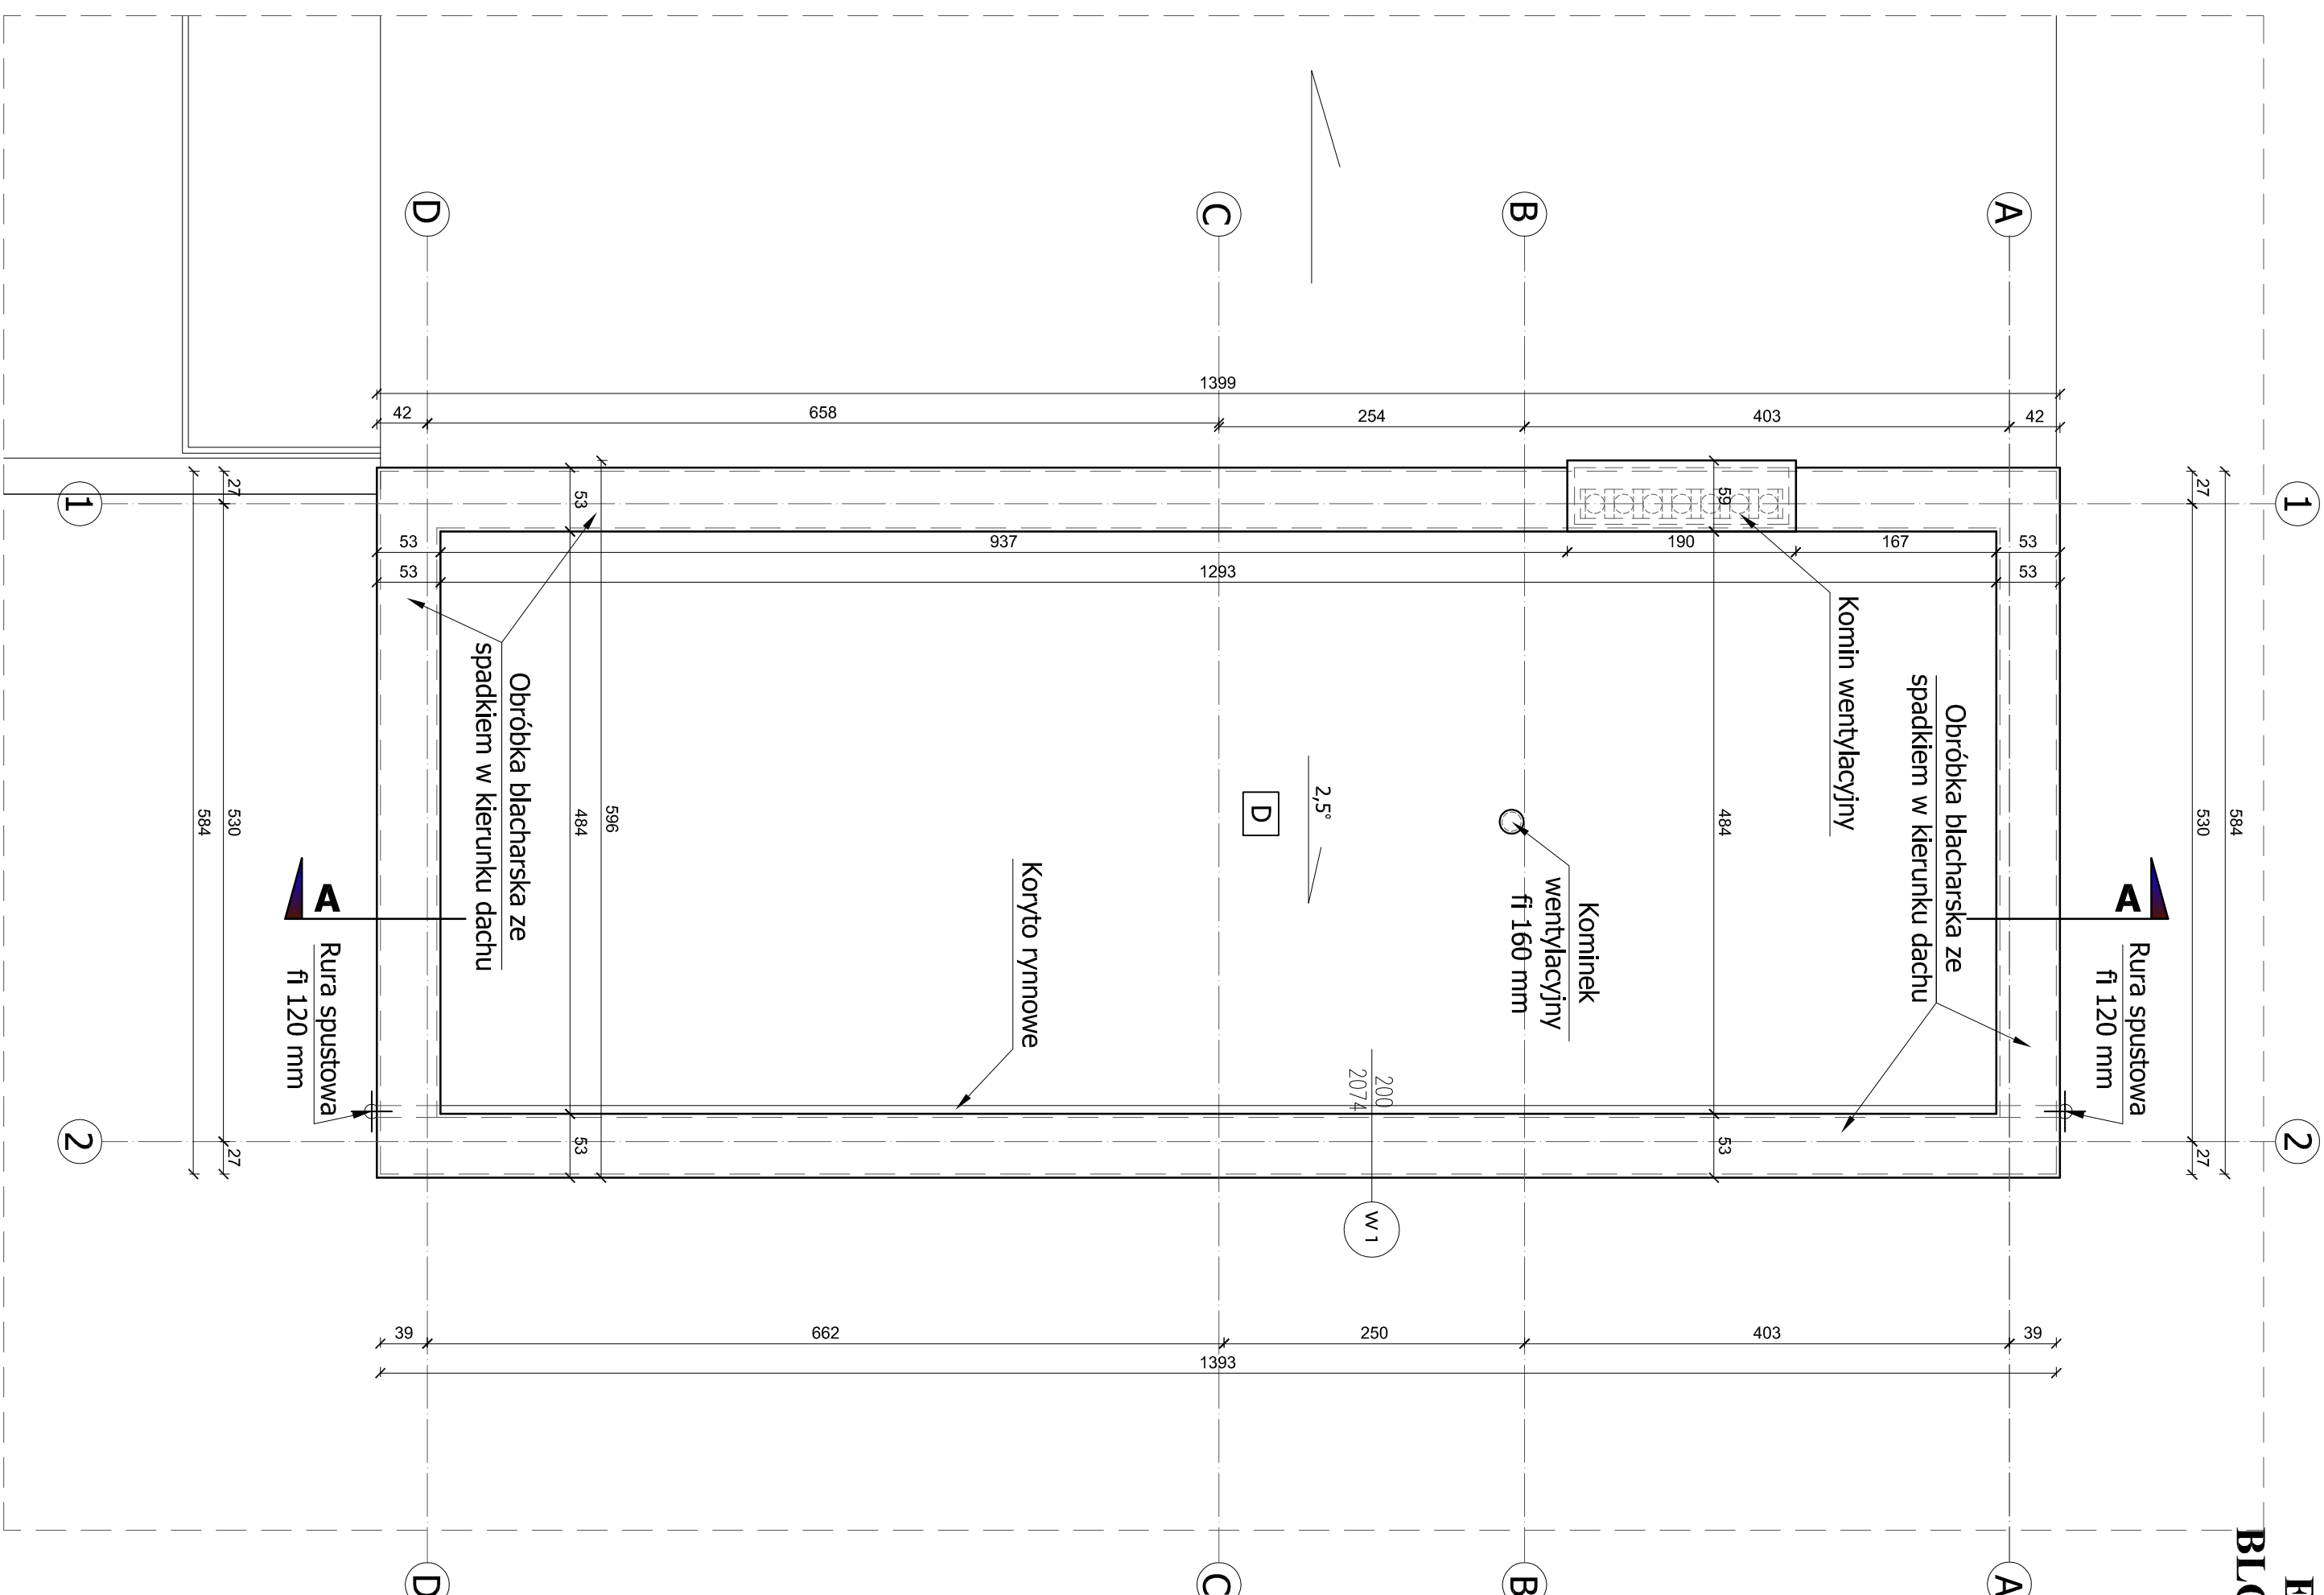 D
C
B
A
1399
42
658
254
403
42
53
596
59
27
530
584
27
1
27
530
584
27
1
53
937
190
167
53
53
1293
53
Komin wentylacyjny
Obróbka blacharska ze
spadkiem w kierunku dachu
Obróbka blacharska ze
spadkiem w kierunku dachu
484
484
2,5°
D
Kominek
wentylacyjny
fi 160 mm
Koryto rynnowe
A
A
Rura spustowa
fi 120 mm
Rura spustowa
fi 120 mm
200
2074
53
53
2
2
W 1
39
662
250
403
39
1393
D
C
B
A